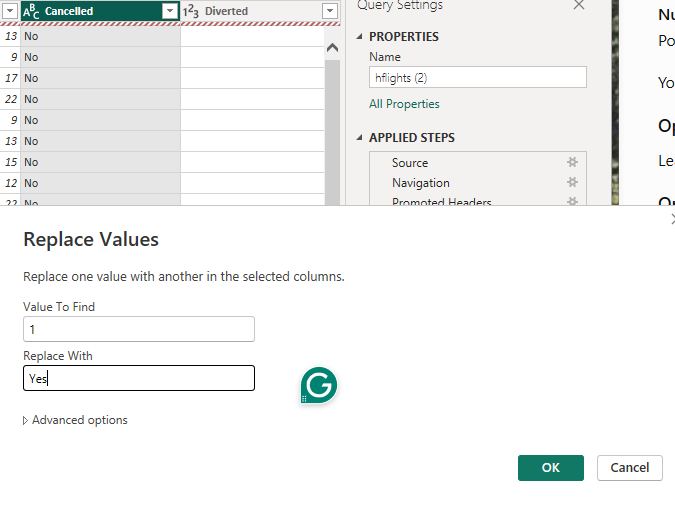 Query Settings
ABC Cancelled
123 Diverted
13 No
9 No
17 No
22 No
9 No
13 No
15 No
12 No
22 No
PROPERTIES
Name
hflights (2)
All Properties
APPLIED STEPS
Source
Navigation
Promoted Headers
Po
Yo
Le
Replace Values
Replace one value with another in the selected columns.
Value To Find
1
Replace With
Yes
G
Advanced options
OK
Cancel